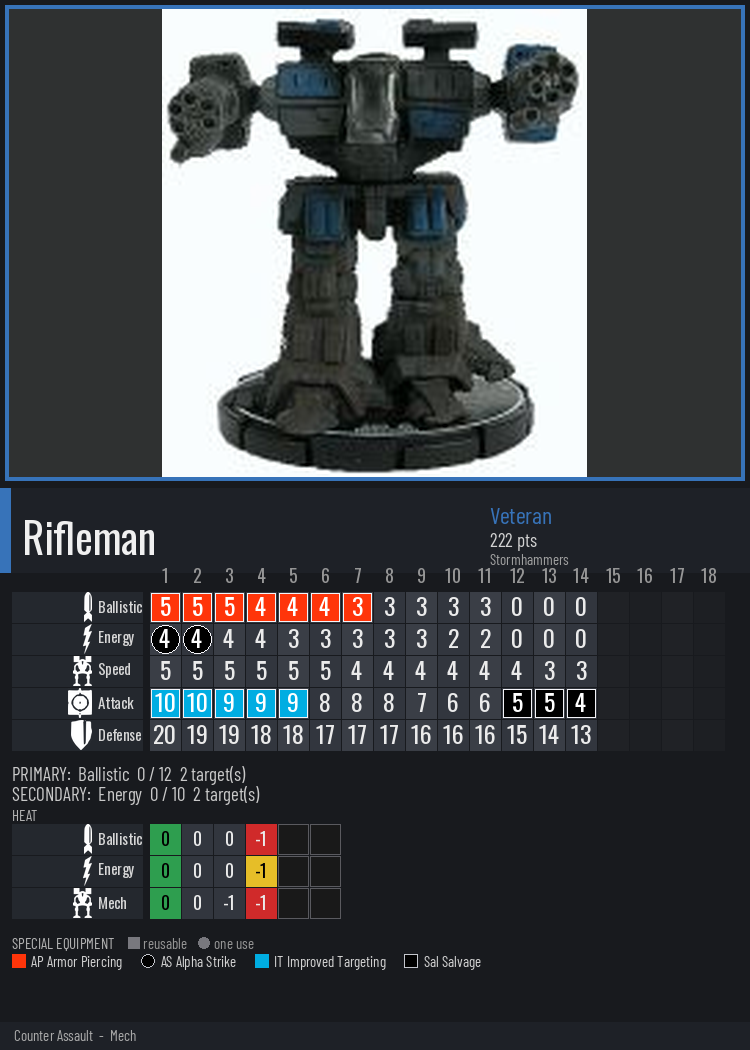 Rifleman
Veteran
222 pts
Stormhammers
1 2 3 4 5 6 7 8 9 10 11 12 13 14 15 16 17 18
Ballistic 5 5 5 4 4 4 3 3 3 3 3 0 0 0
Energy 4 4 4 4 3 3 3 3 3 2 2 0 0 0
Speed 5 5 5 5 5 5 4 4 4 4 4 4 3 3
Attack 10 10 9 9 9 8 8 8 7 6 6 5 5 4
Defense 20 19 19 18 18 17 17 17 16 16 16 15 14 13
PRIMARY: Ballistic 0 / 12 2 target(s)
SECONDARY: Energy 0 / 10 2 target(s)
HEAT
Ballistic 0 0 0 -1
Energy 0 0 0 -1
Mech 0 0 -1 -1
SPECIAL EQUIPMENT reusable one use
AP Armor Piercing AS Alpha Strike IT Improved Targeting Sal Salvage
Counter Assault - Mech